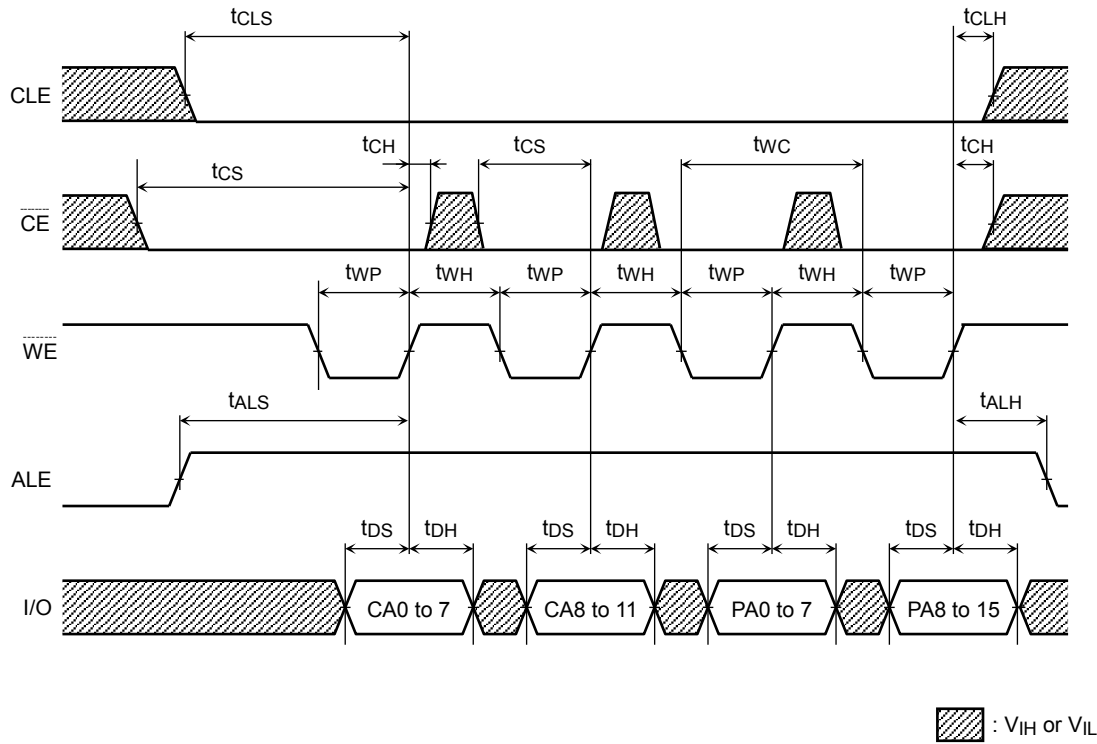 tCLS tCLH
CLE
tCH tCS tWC tCH
tCS
CE
tWP tWH tWP tWH tWP tWH tWP
WE
tALS tALH
ALE
tDS tDH tDS tDH tDS tDH tDS tDH
I/O CA0 to 7 CA8 to 11 PA0 to 7 PA8 to 15
: VIH or VIL